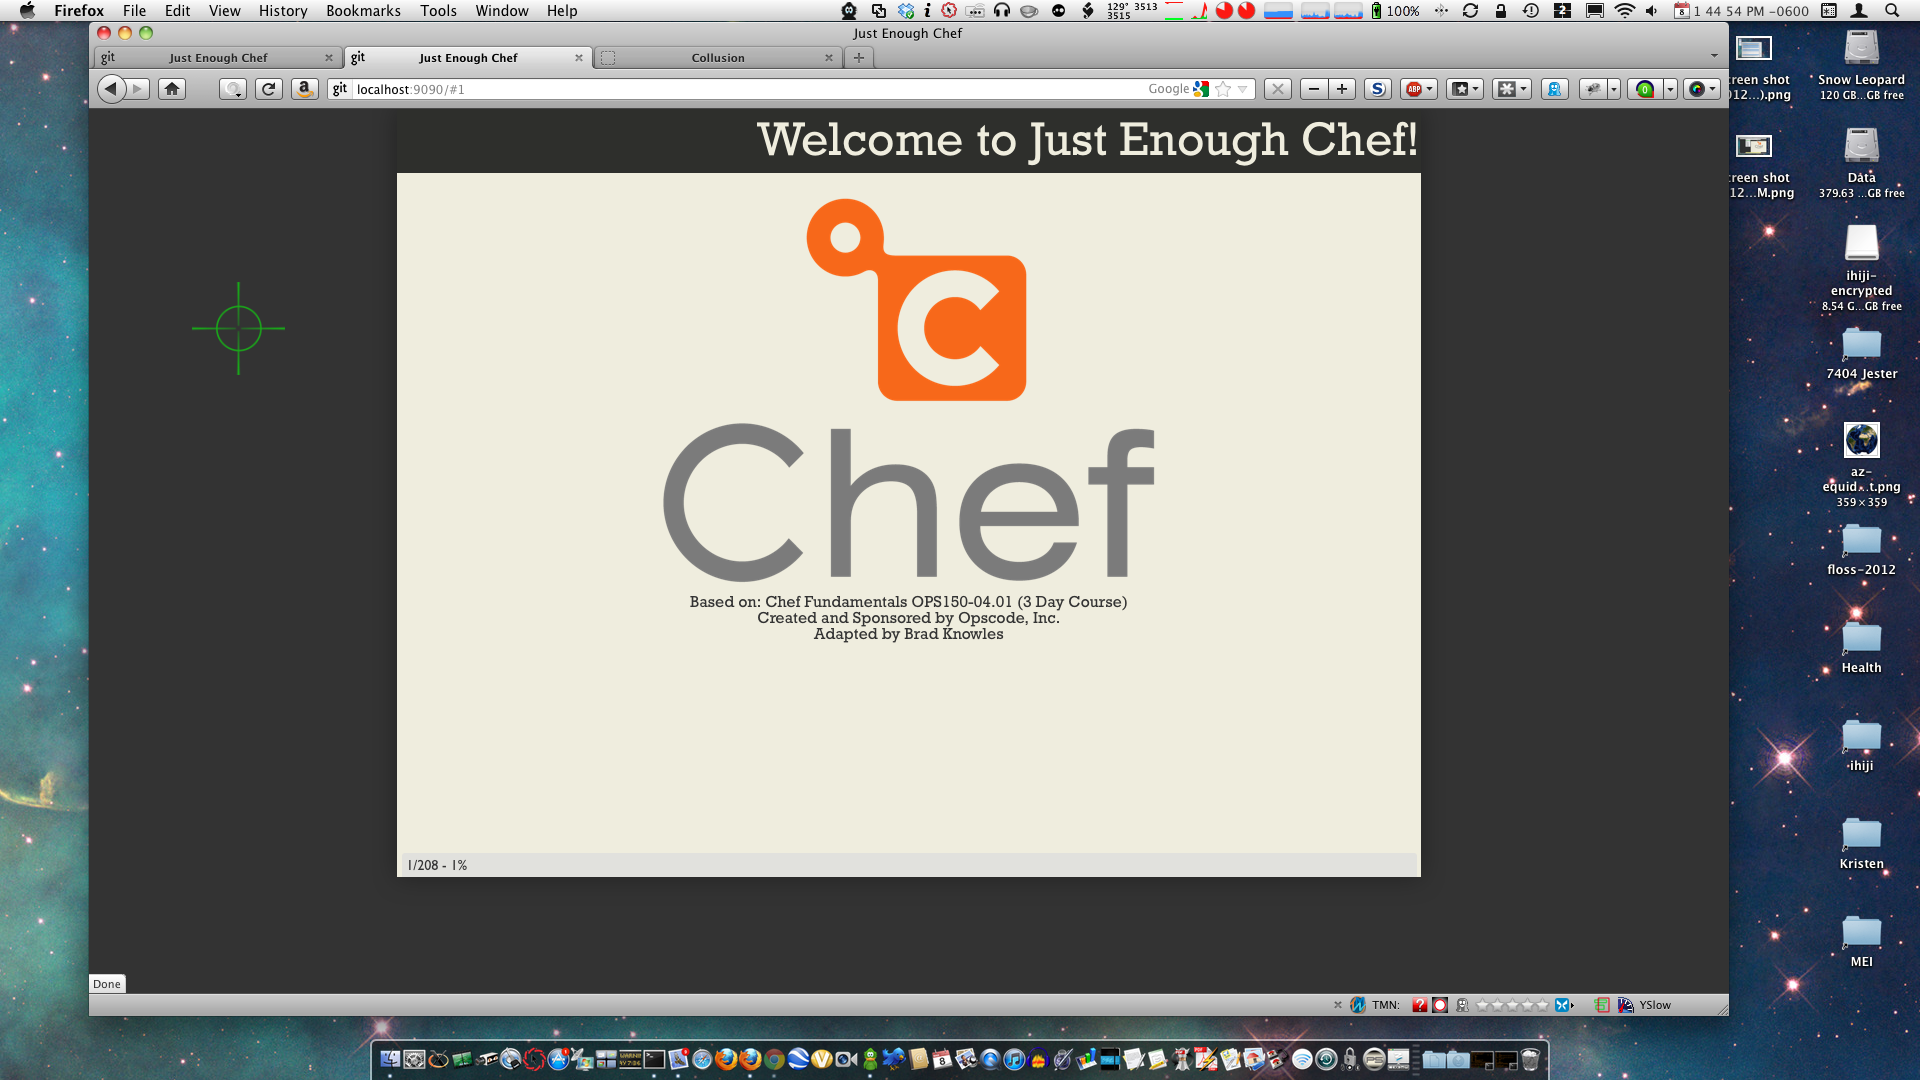 Firefox File Edit View History Bookmarks Tools Window Help
129° 3513
3515
100%
8
1 44 54 PM -0600
Just Enough Chef
git Just Enough Chef
git Just Enough Chef
Collusion
git localhost:9090/#1
Google
ABP
0
Welcome to Just Enough Chef!
C
Chef
Based on: Chef Fundamentals OPS150-04.01 (3 Day Course)
Created and Sponsored by Opscode, Inc.
Adapted by Brad Knowles
1/208 - 1%
Done
TMN:
YSlow
reen shot
012...).png
Snow Leopard
120 GB...GB free
reen shot
12...M.png
Data
379.63 ...GB free
ihiji-
encrypted
8.54 G...GB free
7404 Jester
az-
equid...t.png
359×359
floss-2012
Health
ihiji
Kristen
MEI